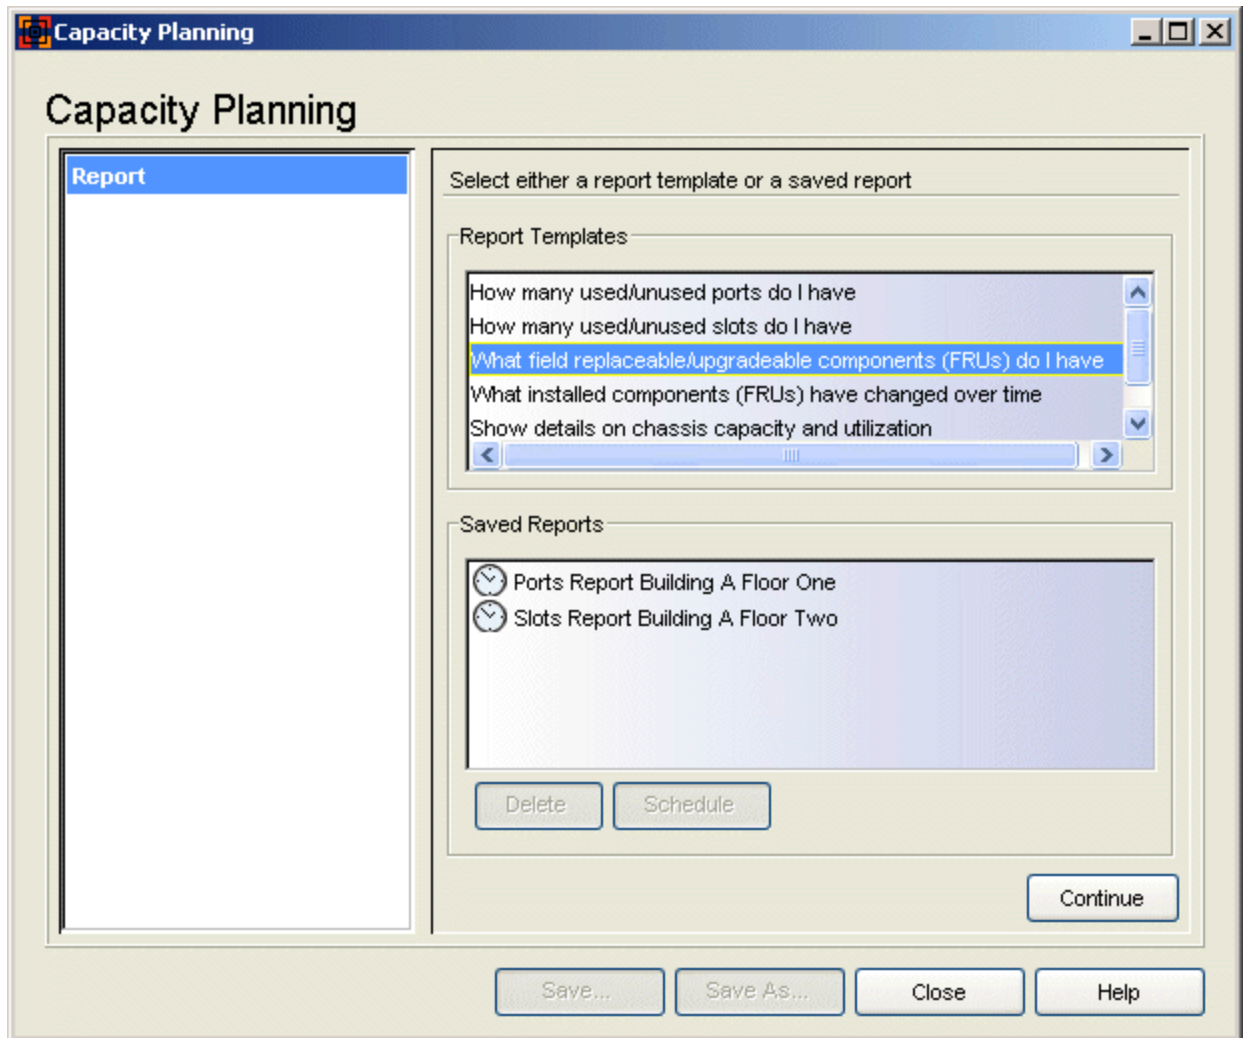 Capacity Planning
Capacity Planning
Report
Select either a report template or a saved report
Report Templates
How many used/unused ports do I have
How many used/unused slots do I have
What field replaceable/upgradeable components (FRUs) do I have
What installed components (FRUs) have changed over time
Show details on chassis capacity and utilization
Saved Reports
Ports Report Building A Floor One
Slots Report Building A Floor Two
Delete Schedule
Continue
Save... Save As... Close Help